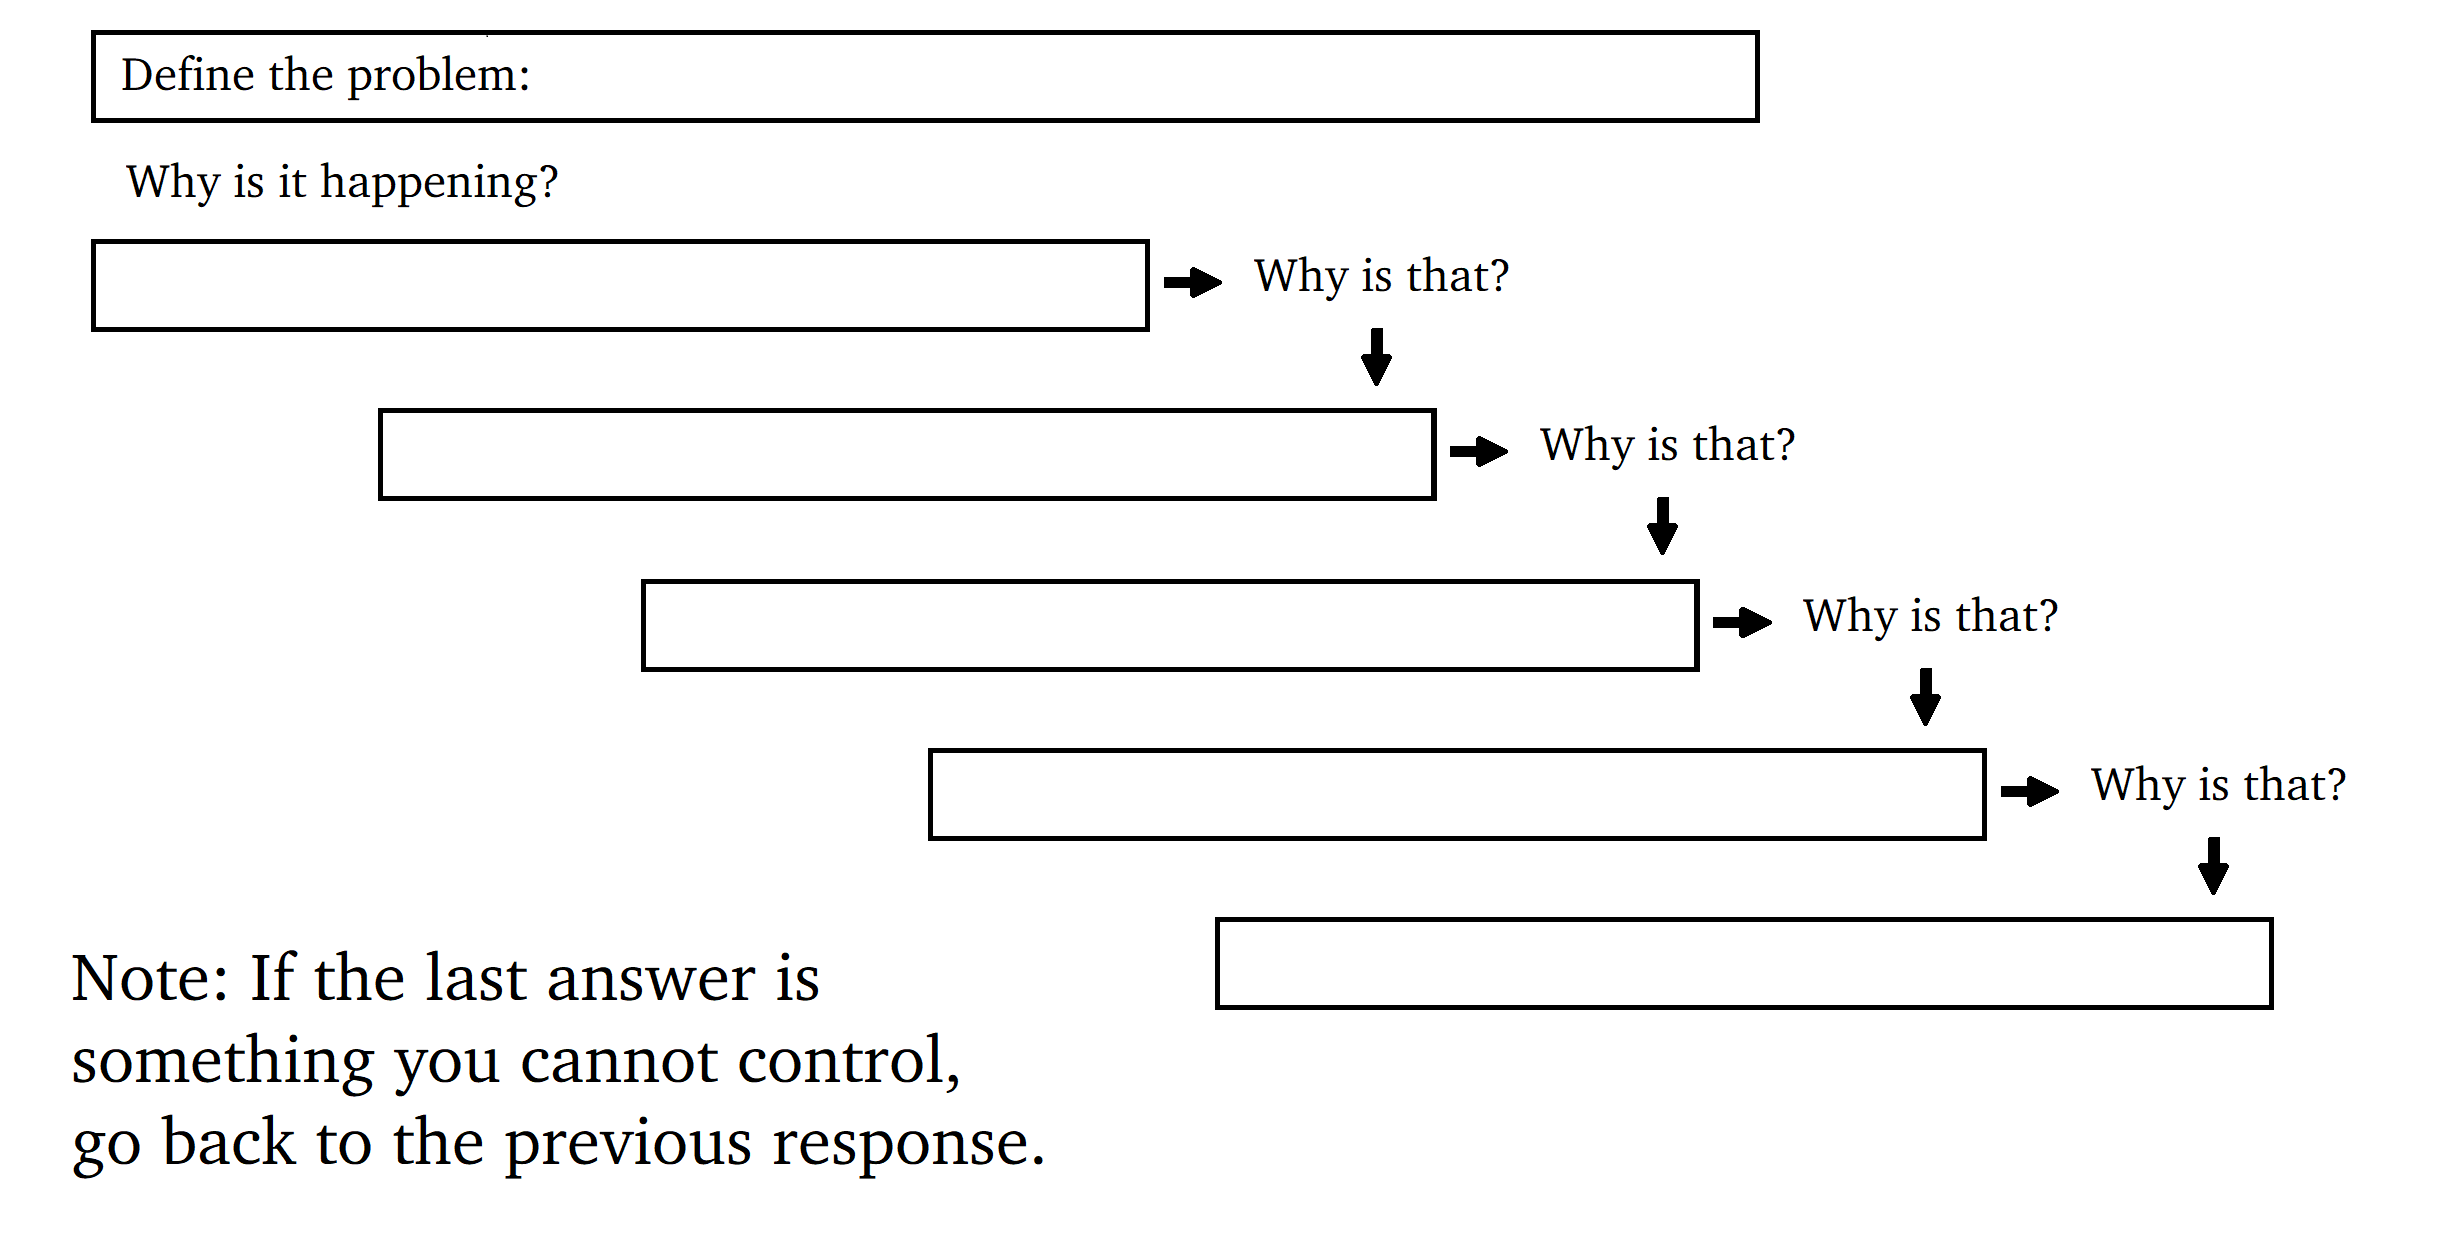 Define the problem:
Why is it happening?
Why is that?
Why is that?
Why is that?
Why is that?
Note: If the last answer is
something you cannot control,
go back to the previous response.